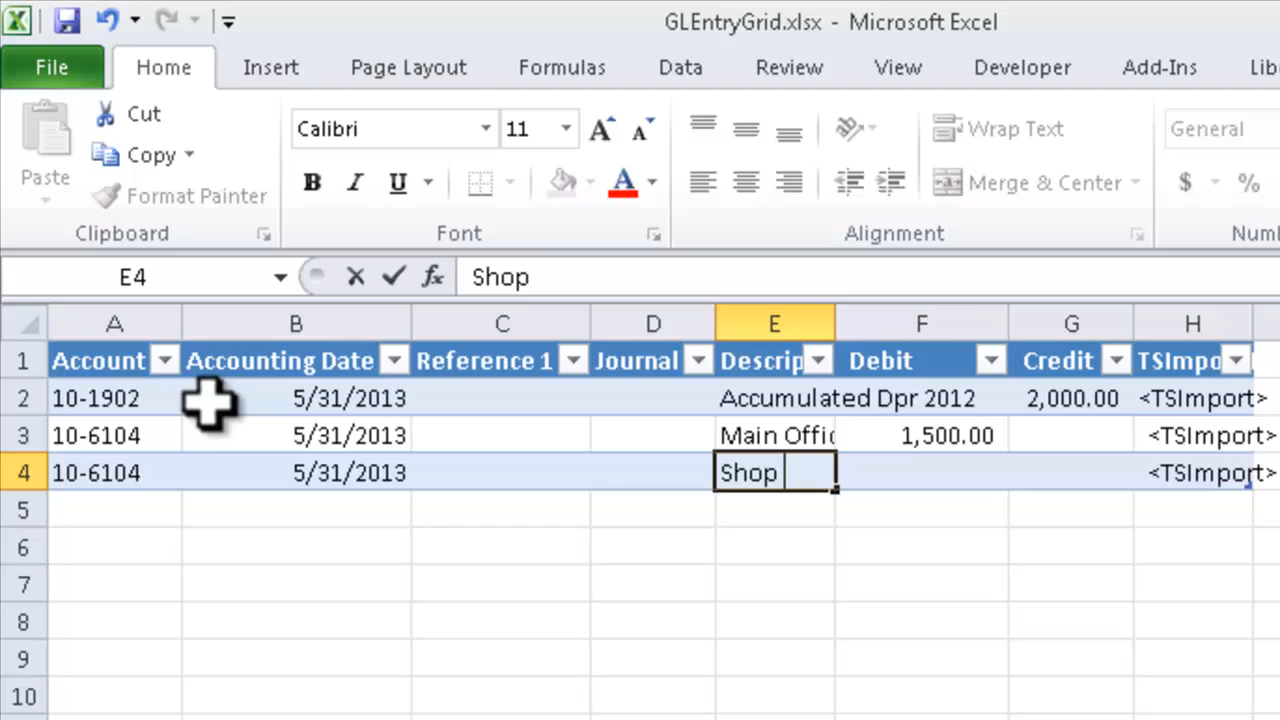 GLEntryGrid.xlsx - Microsoft Excel
File Home Insert Page Layout Formulas Data Review View Developer Add-Ins
Cut
Copy
Format Painter
Paste
Calibri 11
A A
B I U A
Wrap Text
Merge & Center
General
$ %
Clipboard Font Alignment
E4 fx Shop
A B C D E F G H
1 Account Accounting Date Reference 1 Journal Descrip Debit Credit TSImpo
2 10-1902 5/31/2013 Accumulated Dpr 2012 2,000.00 <TSImport>
3 10-6104 5/31/2013 Main Offic 1,500.00 <TSImport>
4 10-6104 5/31/2013 Shop <TSImport>
5
6
7
8
9
10